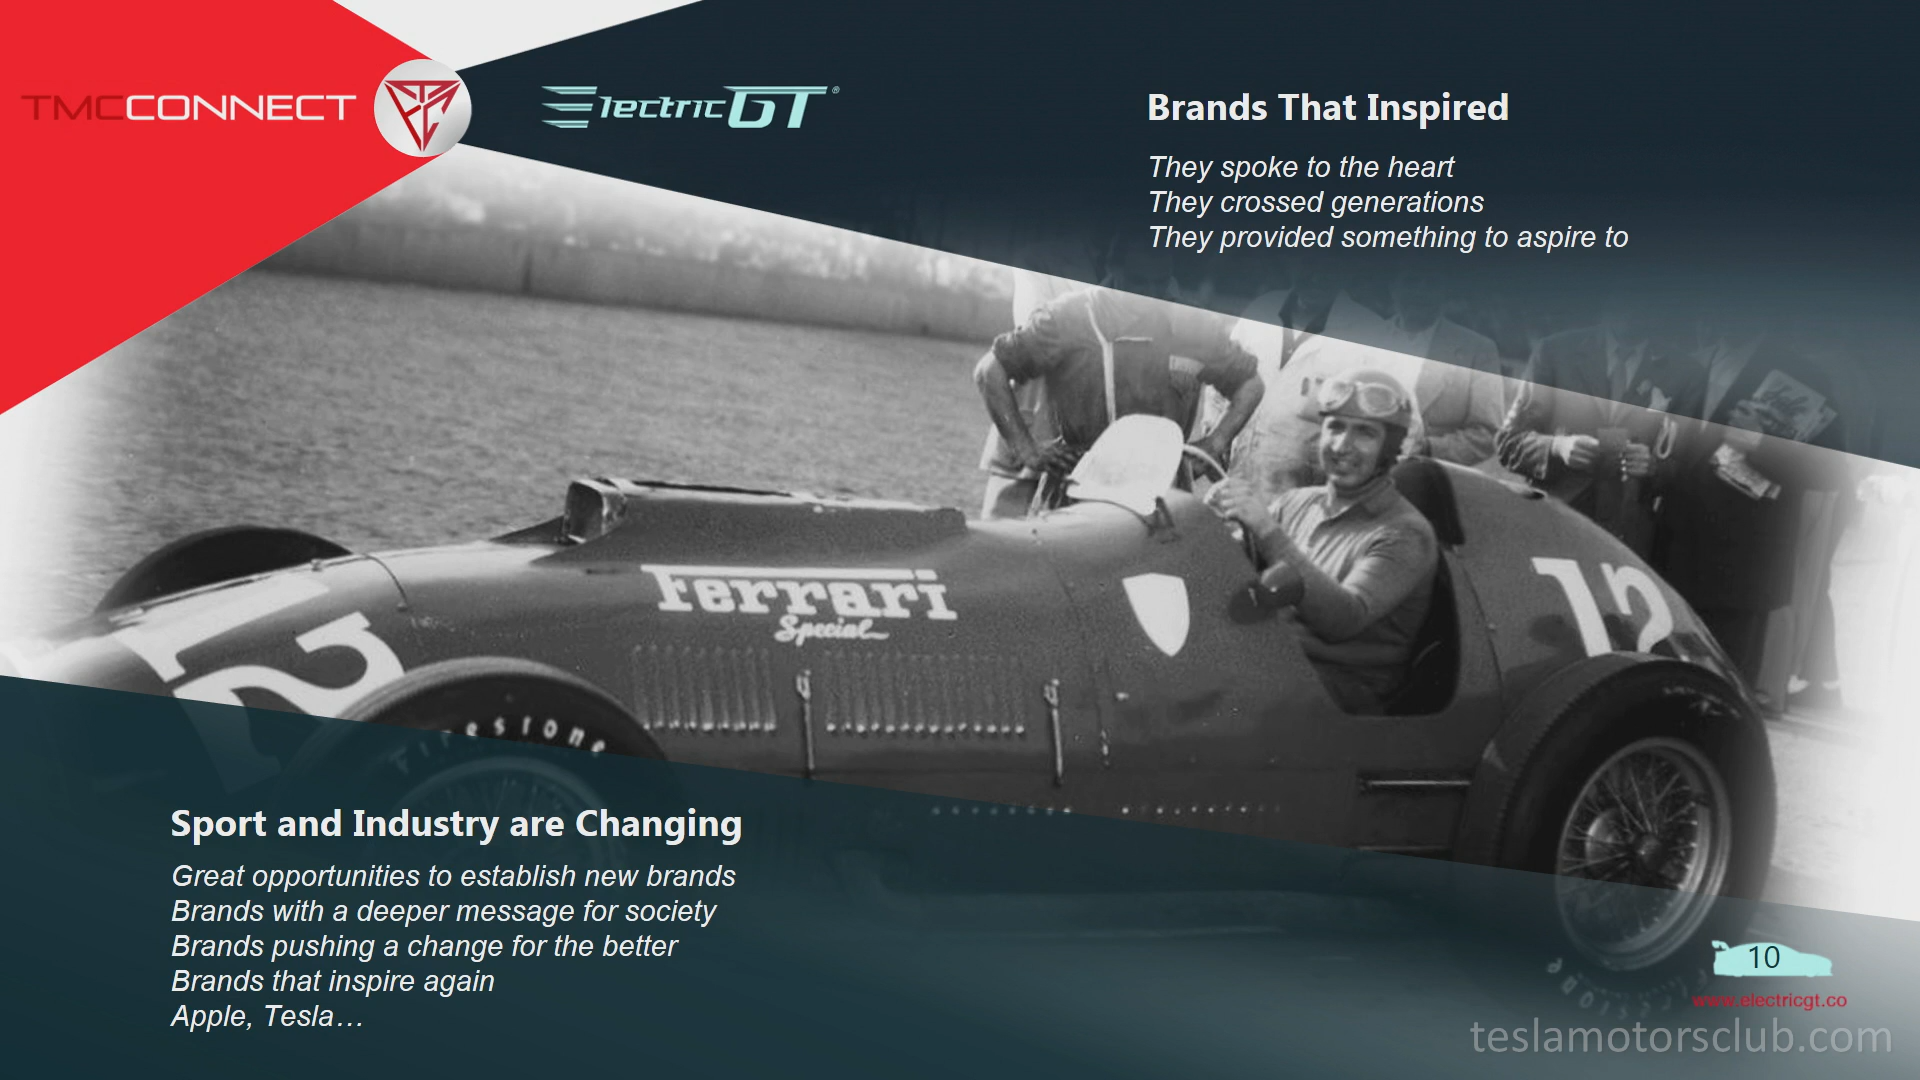 TMCCONNECT
ElectricGT®
Brands That Inspired
They spoke to the heart
They crossed generations
They provided something to aspire to
Ferrari
Special
12
12
Firestone
Sport and Industry are Changing
Great opportunities to establish new brands
Brands with a deeper message for society
Brands pushing a change for the better
Brands that inspire again
Apple, Tesla…
10
www.electricgt.co
teslamotorsclub.com